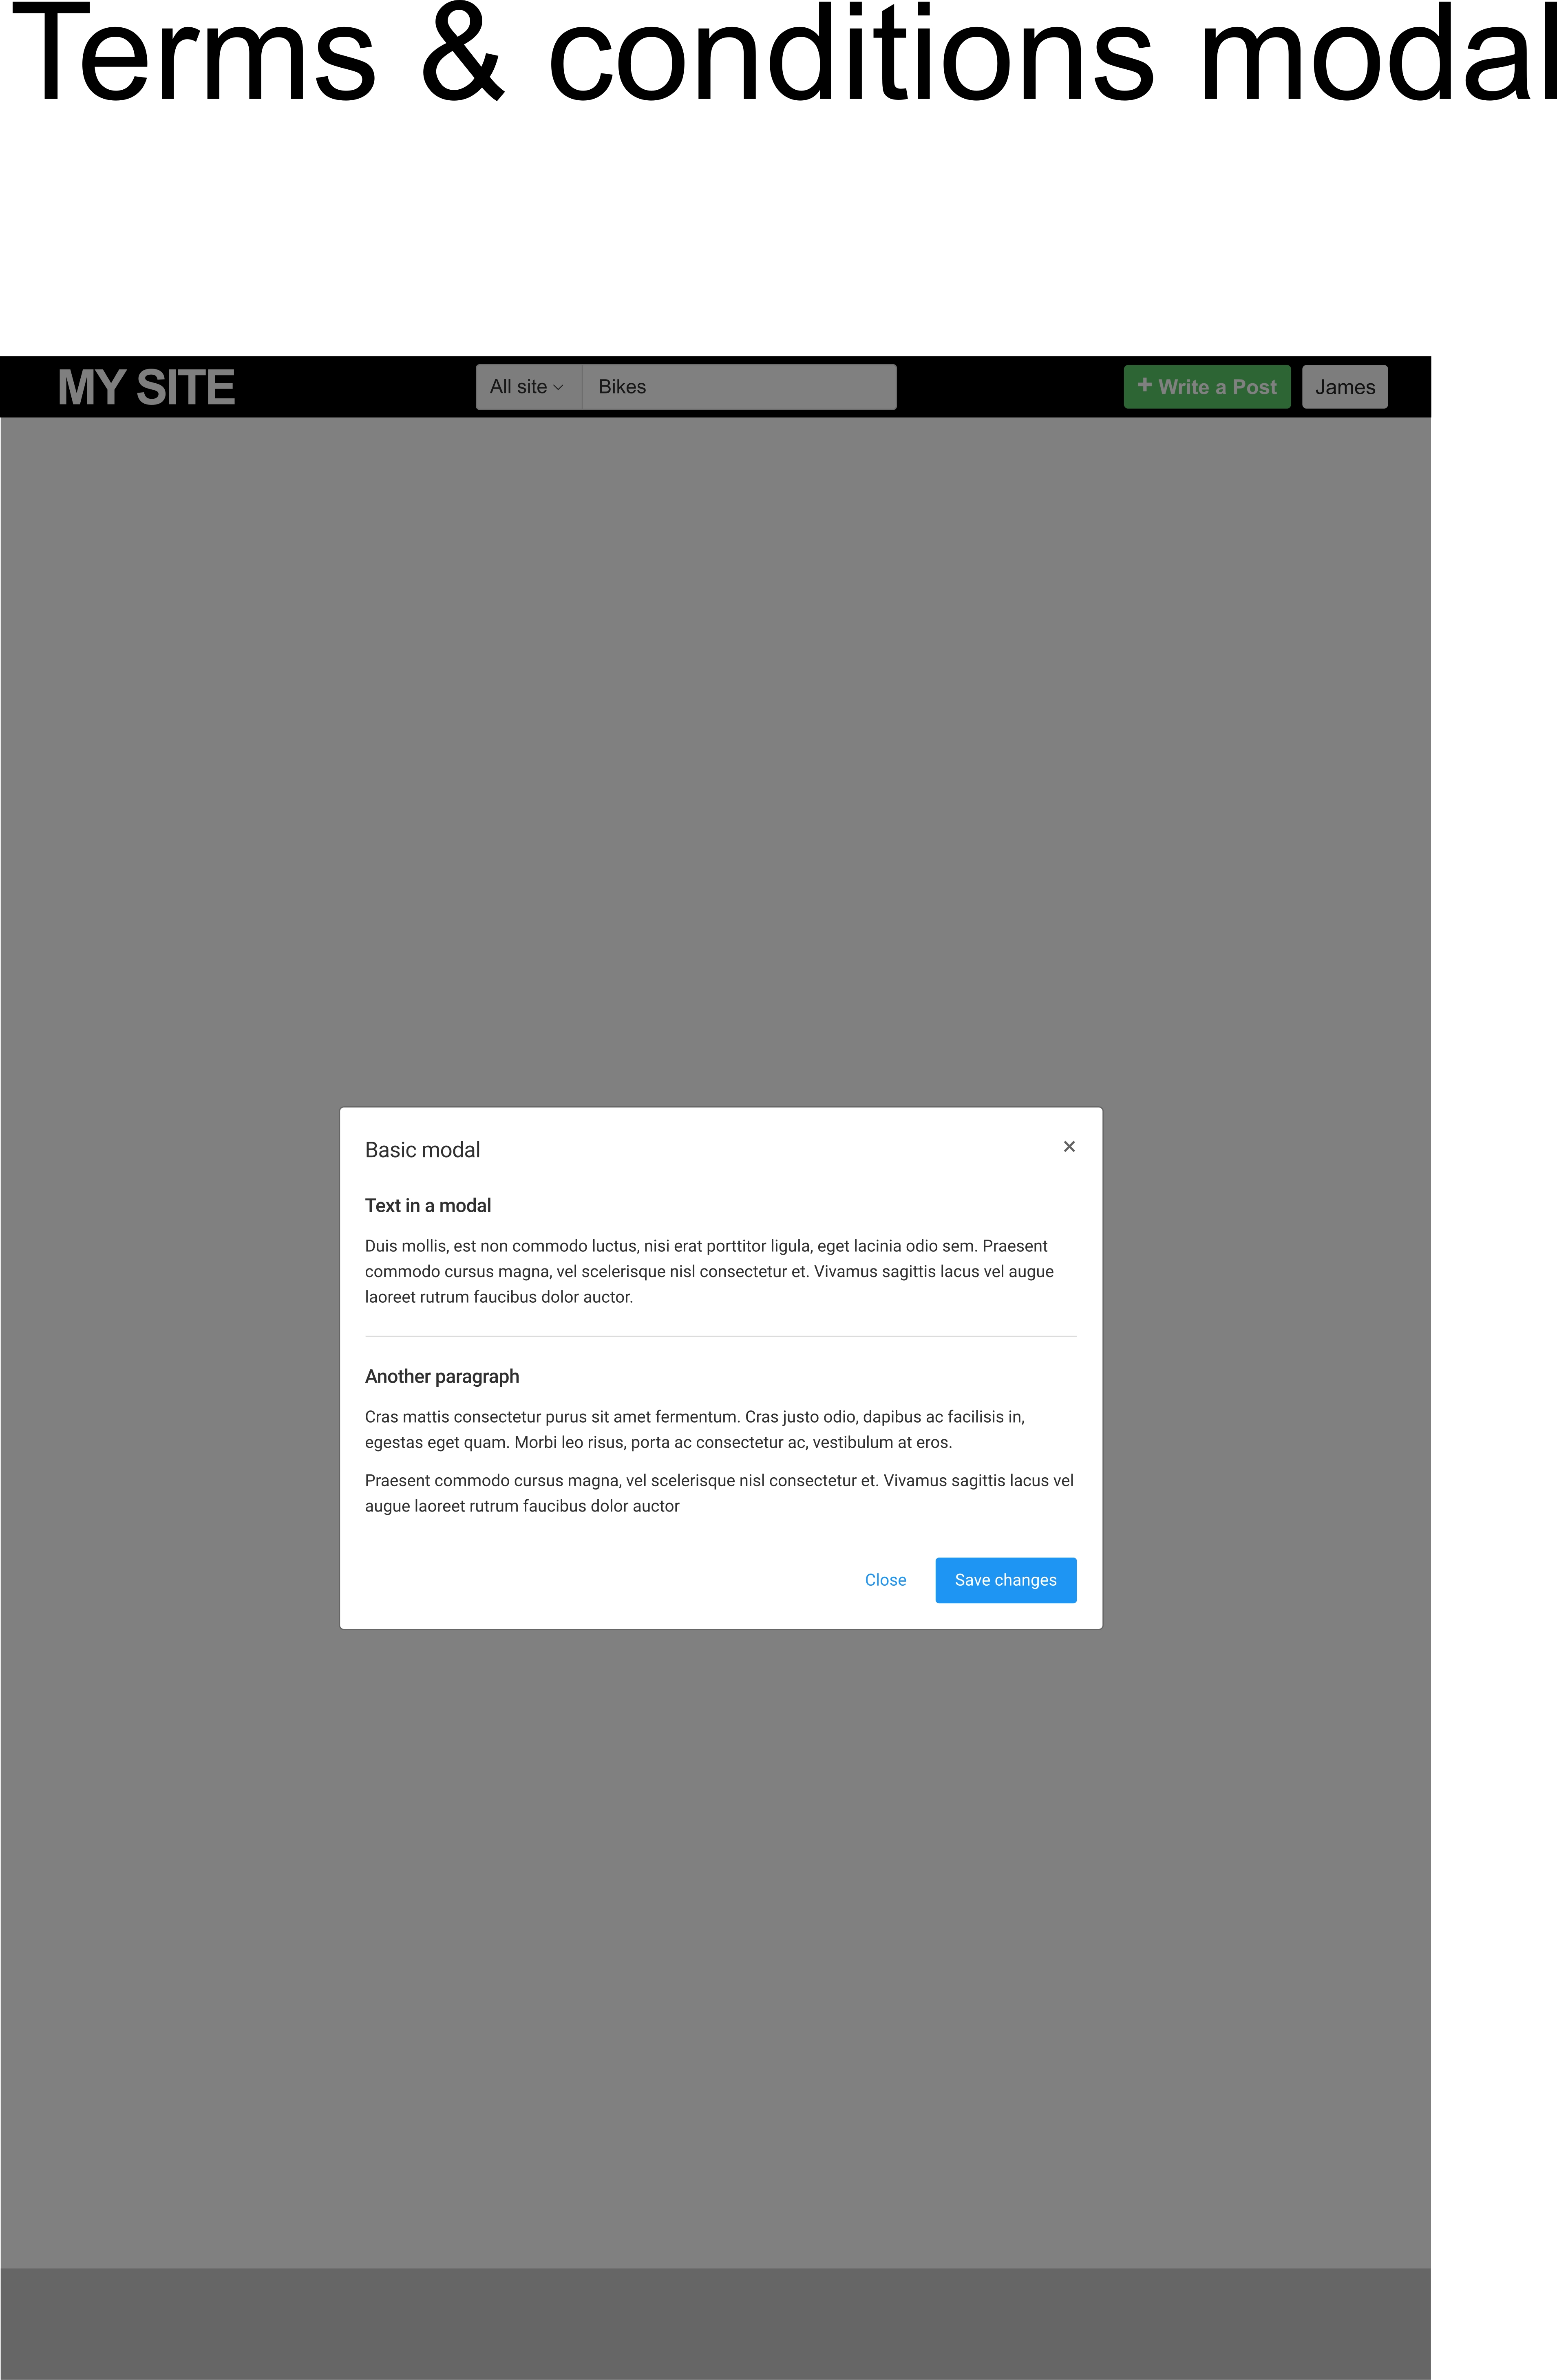 Terms & conditions modal
MY SITE
All site
Bikes
+ Write a Post
James
Basic modal
×
Text in a modal
Duis mollis, est non commodo luctus, nisi erat porttitor ligula, eget lacinia odio sem. Praesent
commodo cursus magna, vel scelerisque nisl consectetur et. Vivamus sagittis lacus vel augue
laoreet rutrum faucibus dolor auctor.
Another paragraph
Cras mattis consectetur purus sit amet fermentum. Cras justo odio, dapibus ac facilisis in,
egestas eget quam. Morbi leo risus, porta ac consectetur ac, vestibulum at eros.
Praesent commodo cursus magna, vel scelerisque nisl consectetur et. Vivamus sagittis lacus vel
augue laoreet rutrum faucibus dolor auctor
Close
Save changes